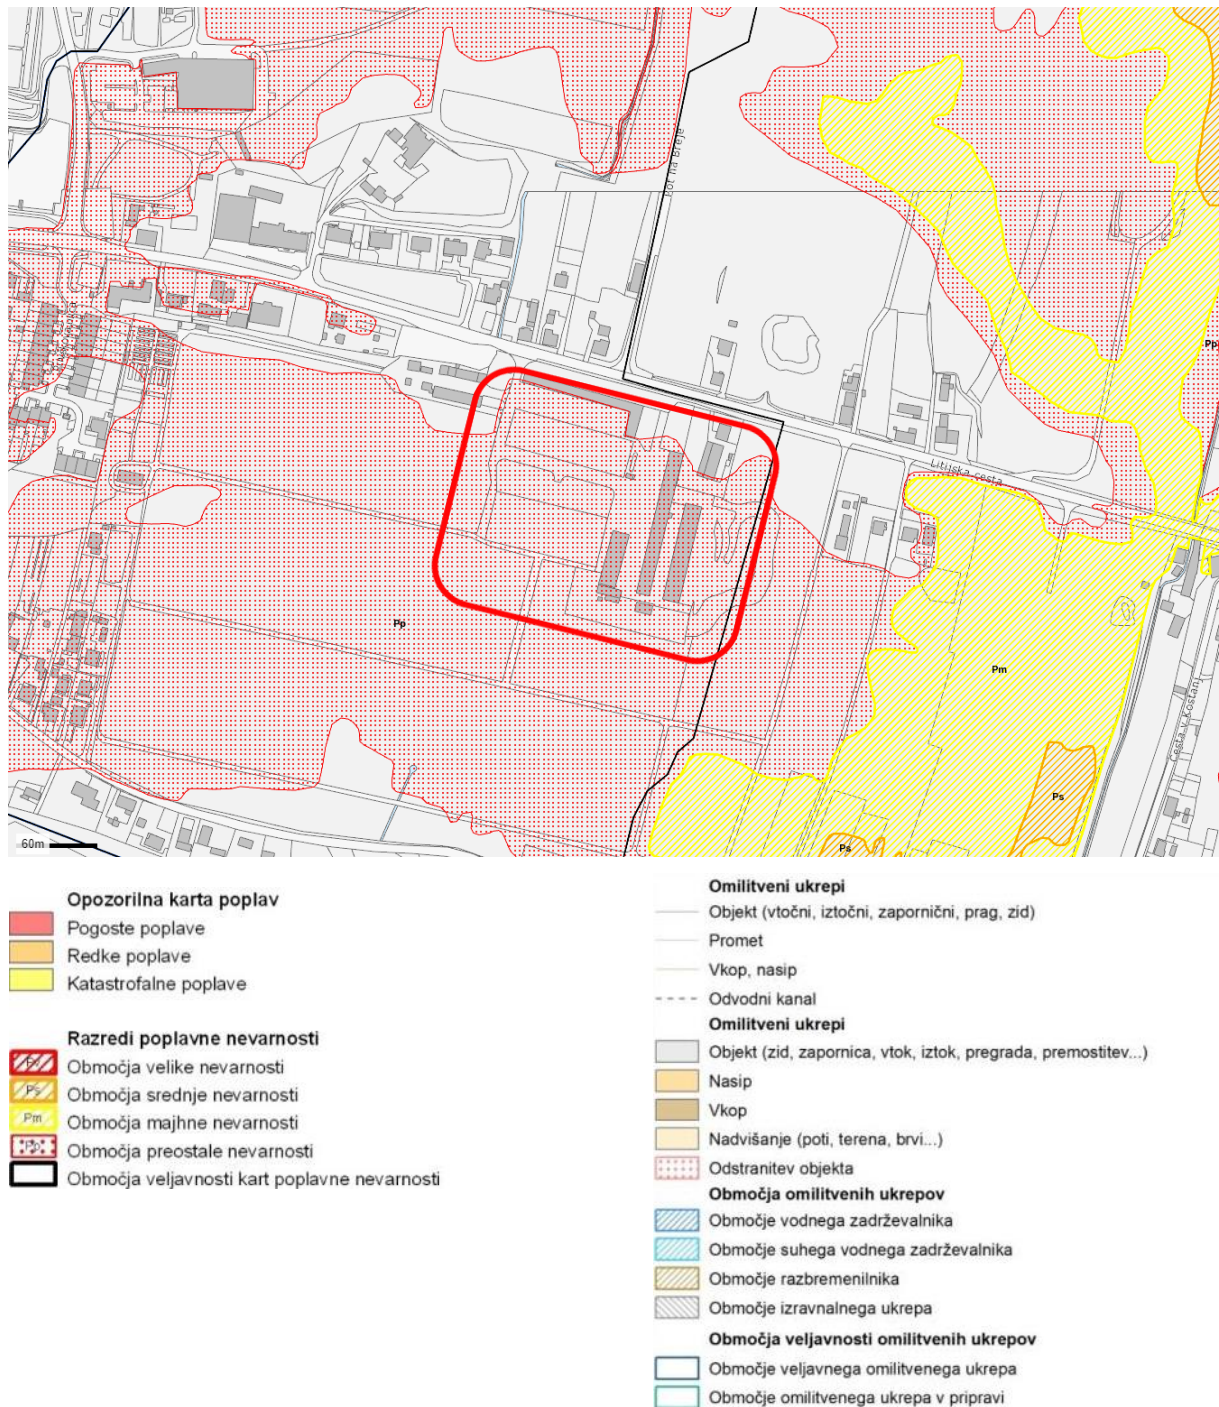 Pot na Breje
Pp
Litijska cesta
Pp
Pm
Cesta v Kostanj
Ps
Ps
60m
Opozorilna karta poplav
Pogoste poplave
Redke poplave
Katastrofalne poplave
Razredi poplavne nevarnosti
Pv Območja velike nevarnosti
Ps Območja srednje nevarnosti
Pm Območja majhne nevarnosti
Pp Območja preostale nevarnosti
Območja veljavnosti kart poplavne nevarnosti
Omilitveni ukrepi
Objekt (vtočni, iztočni, zapornični, prag, zid)
Promet
Vkop, nasip
Odvodni kanal
Omilitveni ukrepi
Objekt (zid, zapornica, vtok, iztok, pregrada, premostitev...)
Nasip
Vkop
Nadvišanje (poti, terena, brvi...)
Odstranitev objekta
Območja omilitvenih ukrepov
Območje vodnega zadrževalnika
Območje suhega vodnega zadrževalnika
Območje razbremenilnika
Območje izravnalnega ukrepa
Območja veljavnosti omilitvenih ukrepov
Območje veljavnega omilitvenega ukrepa
Območje omilitvenega ukrepa v pripravi